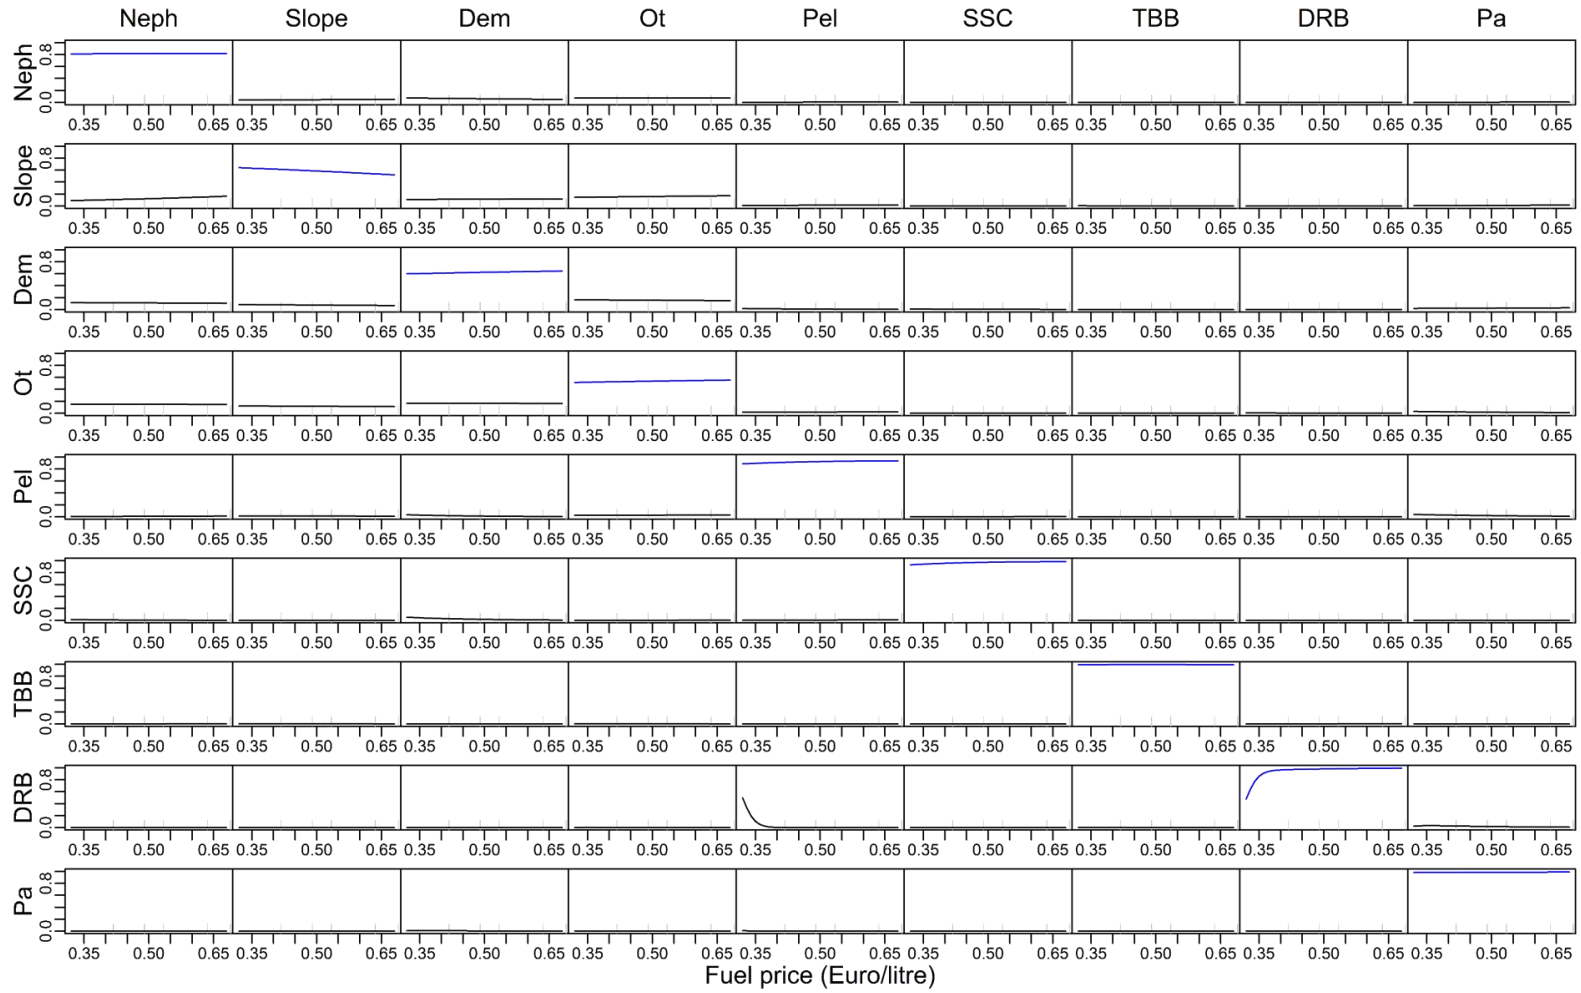 Neph Slope Dem Ot Pel SSC TBB DRB Pa
Neph 0.0 0.8
0.35 0.50 0.65 0.35 0.50 0.65 0.35 0.50 0.65 0.35 0.50 0.65 0.35 0.50 0.65 0.35 0.50 0.65 0.35 0.50 0.65 0.35 0.50 0.65 0.35 0.50 0.65
Slope 0.0 0.8
0.35 0.50 0.65 0.35 0.50 0.65 0.35 0.50 0.65 0.35 0.50 0.65 0.35 0.50 0.65 0.35 0.50 0.65 0.35 0.50 0.65 0.35 0.50 0.65 0.35 0.50 0.65
Dem 0.0 0.8
0.35 0.50 0.65 0.35 0.50 0.65 0.35 0.50 0.65 0.35 0.50 0.65 0.35 0.50 0.65 0.35 0.50 0.65 0.35 0.50 0.65 0.35 0.50 0.65 0.35 0.50 0.65
Ot 0.0 0.8
0.35 0.50 0.65 0.35 0.50 0.65 0.35 0.50 0.65 0.35 0.50 0.65 0.35 0.50 0.65 0.35 0.50 0.65 0.35 0.50 0.65 0.35 0.50 0.65 0.35 0.50 0.65
Pel 0.0 0.8
0.35 0.50 0.65 0.35 0.50 0.65 0.35 0.50 0.65 0.35 0.50 0.65 0.35 0.50 0.65 0.35 0.50 0.65 0.35 0.50 0.65 0.35 0.50 0.65 0.35 0.50 0.65
SSC 0.0 0.8
0.35 0.50 0.65 0.35 0.50 0.65 0.35 0.50 0.65 0.35 0.50 0.65 0.35 0.50 0.65 0.35 0.50 0.65 0.35 0.50 0.65 0.35 0.50 0.65 0.35 0.50 0.65
TBB 0.0 0.8
0.35 0.50 0.65 0.35 0.50 0.65 0.35 0.50 0.65 0.35 0.50 0.65 0.35 0.50 0.65 0.35 0.50 0.65 0.35 0.50 0.65 0.35 0.50 0.65 0.35 0.50 0.65
DRB 0.0 0.8
0.35 0.50 0.65 0.35 0.50 0.65 0.35 0.50 0.65 0.35 0.50 0.65 0.35 0.50 0.65 0.35 0.50 0.65 0.35 0.50 0.65 0.35 0.50 0.65 0.35 0.50 0.65
Pa 0.0 0.8
0.35 0.50 0.65 0.35 0.50 0.65 0.35 0.50 0.65 0.35 0.50 0.65 0.35 0.50 0.65 0.35 0.50 0.65 0.35 0.50 0.65 0.35 0.50 0.65 0.35 0.50 0.65
Fuel price (Euro/litre)